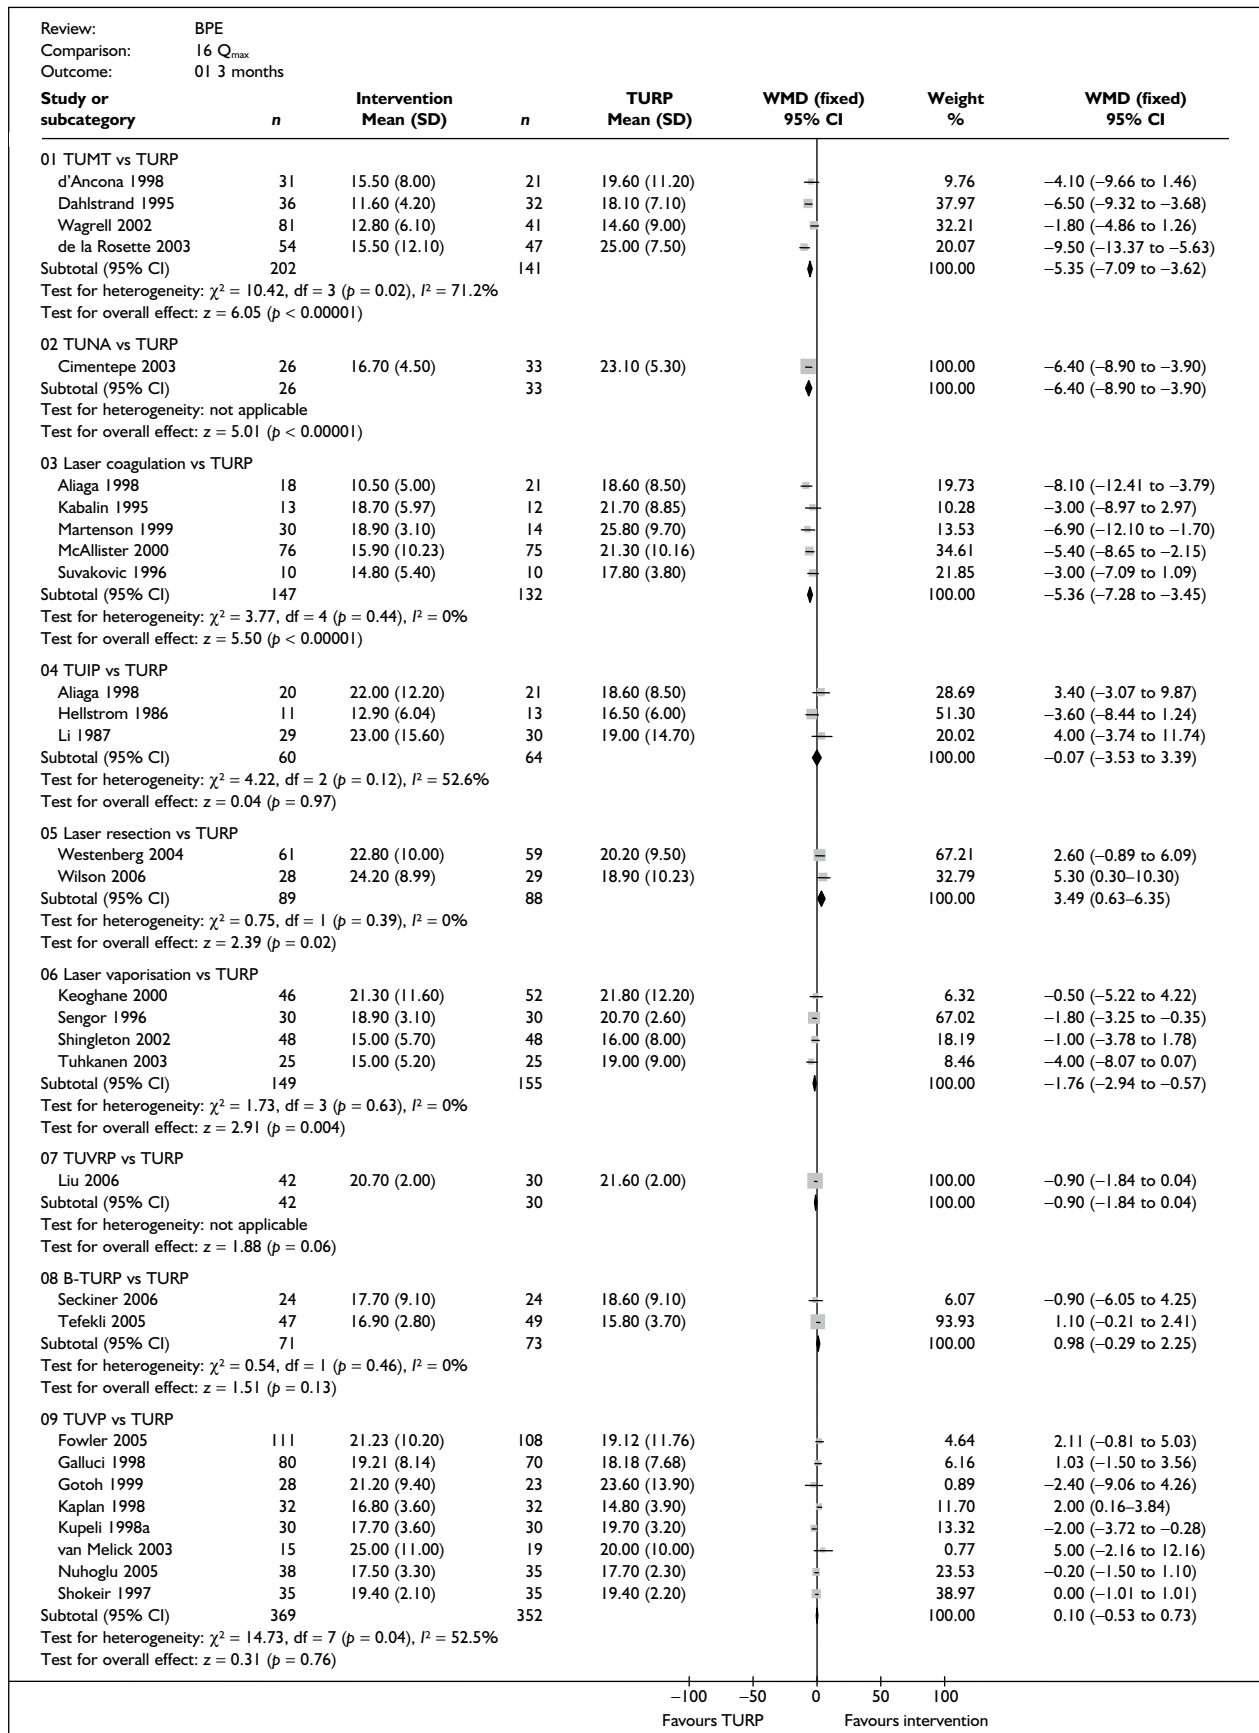 Review: BPE
Comparison: 16 Qmax
Outcome: 01 3 months
Study or subcategory n Intervention Mean (SD) n TURP Mean (SD) WMD (fixed) 95% CI Weight % WMD (fixed) 95% CI
01 TUMT vs TURP
d'Ancona 1998 31 15.50 (8.00) 21 19.60 (11.20) 9.76 −4.10 (−9.66 to 1.46)
Dahlstrand 1995 36 11.60 (4.20) 32 18.10 (7.10) 37.97 −6.50 (−9.32 to −3.68)
Wagrell 2002 81 12.80 (6.10) 41 14.60 (9.00) 32.21 −1.80 (−4.86 to 1.26)
de la Rosette 2003 54 15.50 (12.10) 47 25.00 (7.50) 20.07 −9.50 (−13.37 to −5.63)
Subtotal (95% CI) 202 141 100.00 −5.35 (−7.09 to −3.62)
Test for heterogeneity: χ² = 10.42, df = 3 (p = 0.02), I² = 71.2%
Test for overall effect: z = 6.05 (p < 0.00001)
02 TUNA vs TURP
Cimentepe 2003 26 16.70 (4.50) 33 23.10 (5.30) 100.00 −6.40 (−8.90 to −3.90)
Subtotal (95% CI) 26 33 100.00 −6.40 (−8.90 to −3.90)
Test for heterogeneity: not applicable
Test for overall effect: z = 5.01 (p < 0.00001)
03 Laser coagulation vs TURP
Aliaga 1998 18 10.50 (5.00) 21 18.60 (8.50) 19.73 −8.10 (−12.41 to −3.79)
Kabalin 1995 13 18.70 (5.97) 12 21.70 (8.85) 10.28 −3.00 (−8.97 to 2.97)
Martenson 1999 30 18.90 (3.10) 14 25.80 (9.70) 13.53 −6.90 (−12.10 to −1.70)
McAllister 2000 76 15.90 (10.23) 75 21.30 (10.16) 34.61 −5.40 (−8.65 to −2.15)
Suvakovic 1996 10 14.80 (5.40) 10 17.80 (3.80) 21.85 −3.00 (−7.09 to 1.09)
Subtotal (95% CI) 147 132 100.00 −5.36 (−7.28 to −3.45)
Test for heterogeneity: χ² = 3.77, df = 4 (p = 0.44), I² = 0%
Test for overall effect: z = 5.50 (p < 0.00001)
04 TUIP vs TURP
Aliaga 1998 20 22.00 (12.20) 21 18.60 (8.50) 28.69 3.40 (−3.07 to 9.87)
Hellstrom 1986 11 12.90 (6.04) 13 16.50 (6.00) 51.30 −3.60 (−8.44 to 1.24)
Li 1987 29 23.00 (15.60) 30 19.00 (14.70) 20.02 4.00 (−3.74 to 11.74)
Subtotal (95% CI) 60 64 100.00 −0.07 (−3.53 to 3.39)
Test for heterogeneity: χ² = 4.22, df = 2 (p = 0.12), I² = 52.6%
Test for overall effect: z = 0.04 (p = 0.97)
05 Laser resection vs TURP
Westenberg 2004 61 22.80 (10.00) 59 20.20 (9.50) 67.21 2.60 (−0.89 to 6.09)
Wilson 2006 28 24.20 (8.99) 29 18.90 (10.23) 32.79 5.30 (0.30–10.30)
Subtotal (95% CI) 89 88 100.00 3.49 (0.63–6.35)
Test for heterogeneity: χ² = 0.75, df = 1 (p = 0.39), I² = 0%
Test for overall effect: z = 2.39 (p = 0.02)
06 Laser vaporisation vs TURP
Keoghane 2000 46 21.30 (11.60) 52 21.80 (12.20) 6.32 −0.50 (−5.22 to 4.22)
Sengor 1996 30 18.90 (3.10) 30 20.70 (2.60) 67.02 −1.80 (−3.25 to −0.35)
Shingleton 2002 48 15.00 (5.70) 48 16.00 (8.00) 18.19 −1.00 (−3.78 to 1.78)
Tuhkanen 2003 25 15.00 (5.20) 25 19.00 (9.00) 8.46 −4.00 (−8.07 to 0.07)
Subtotal (95% CI) 149 155 100.00 −1.76 (−2.94 to −0.57)
Test for heterogeneity: χ² = 1.73, df = 3 (p = 0.63), I² = 0%
Test for overall effect: z = 2.91 (p = 0.004)
07 TUVRP vs TURP
Liu 2006 42 20.70 (2.00) 30 21.60 (2.00) 100.00 −0.90 (−1.84 to 0.04)
Subtotal (95% CI) 42 30 100.00 −0.90 (−1.84 to 0.04)
Test for heterogeneity: not applicable
Test for overall effect: z = 1.88 (p = 0.06)
08 B-TURP vs TURP
Seckiner 2006 24 17.70 (9.10) 24 18.60 (9.10) 6.07 −0.90 (−6.05 to 4.25)
Tefekli 2005 47 16.90 (2.80) 49 15.80 (3.70) 93.93 1.10 (−0.21 to 2.41)
Subtotal (95% CI) 71 73 100.00 0.98 (−0.29 to 2.25)
Test for heterogeneity: χ² = 0.54, df = 1 (p = 0.46), I² = 0%
Test for overall effect: z = 1.51 (p = 0.13)
09 TUVP vs TURP
Fowler 2005 111 21.23 (10.20) 108 19.12 (11.76) 4.64 2.11 (−0.81 to 5.03)
Galluci 1998 80 19.21 (8.14) 70 18.18 (7.68) 6.16 1.03 (−1.50 to 3.56)
Gotoh 1999 28 21.20 (9.40) 23 23.60 (13.90) 0.89 −2.40 (−9.06 to 4.26)
Kaplan 1998 32 16.80 (3.60) 32 14.80 (3.90) 11.70 2.00 (0.16–3.84)
Kupeli 1998a 30 17.70 (3.60) 30 19.70 (3.20) 13.32 −2.00 (−3.72 to −0.28)
van Melick 2003 15 25.00 (11.00) 19 20.00 (10.00) 0.77 5.00 (−2.16 to 12.16)
Nuhoglu 2005 38 17.50 (3.30) 35 17.70 (2.30) 23.53 −0.20 (−1.50 to 1.10)
Shokeir 1997 35 19.40 (2.10) 35 19.40 (2.20) 38.97 0.00 (−1.01 to 1.01)
Subtotal (95% CI) 369 352 100.00 0.10 (−0.53 to 0.73)
Test for heterogeneity: χ² = 14.73, df = 7 (p = 0.04), I² = 52.5%
Test for overall effect: z = 0.31 (p = 0.76)
−100 −50 0 50 100
Favours TURP Favours intervention